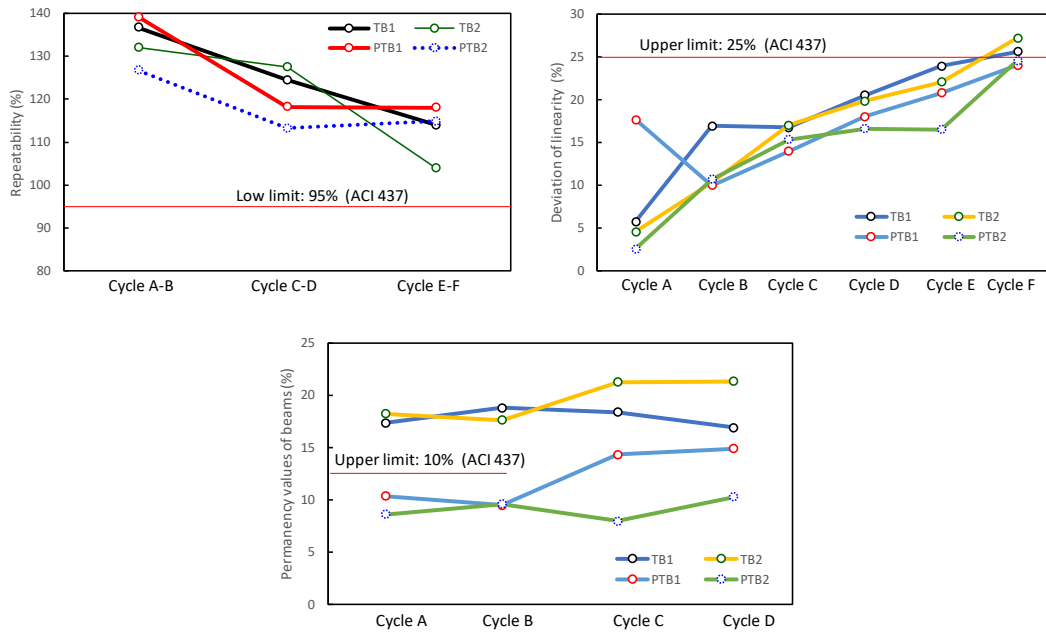 Repeatability (%)
140
130
120
110
100
90
80
TB1
TB2
PTB1
PTB2
Low limit: 95% (ACI 437)
Cycle A-B
Cycle C-D
Cycle E-F
Deviation of linearity (%)
30
25
20
15
10
5
0
Upper limit: 25% (ACI 437)
TB1
TB2
PTB1
PTB2
Cycle A
Cycle B
Cycle C
Cycle D
Cycle E
Cycle F
Permanency values of beams (%)
25
20
15
10
5
0
Upper limit: 10% (ACI 437)
TB1
TB2
PTB1
PTB2
Cycle A
Cycle B
Cycle C
Cycle D